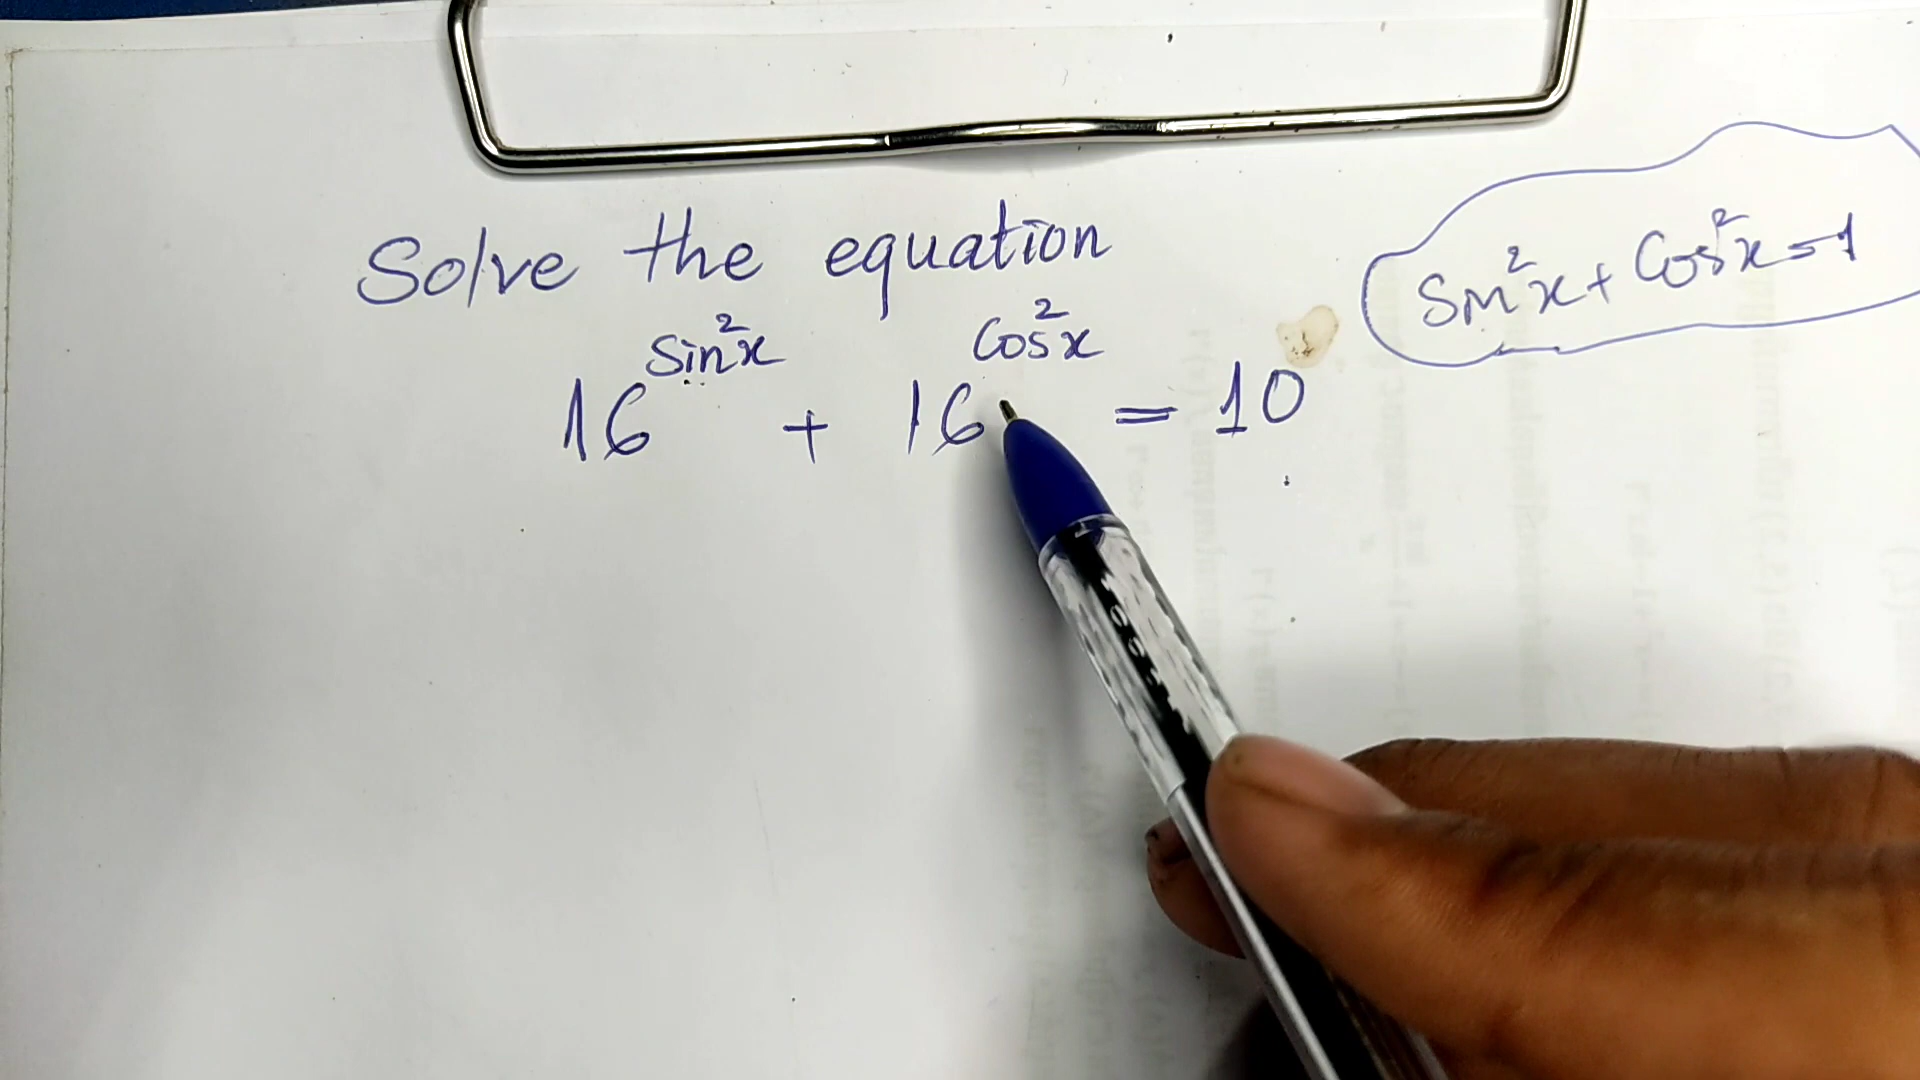 Solve the equation
16^sin²x + 16^cos²x = 10
Sin²x + Cos²x = 1